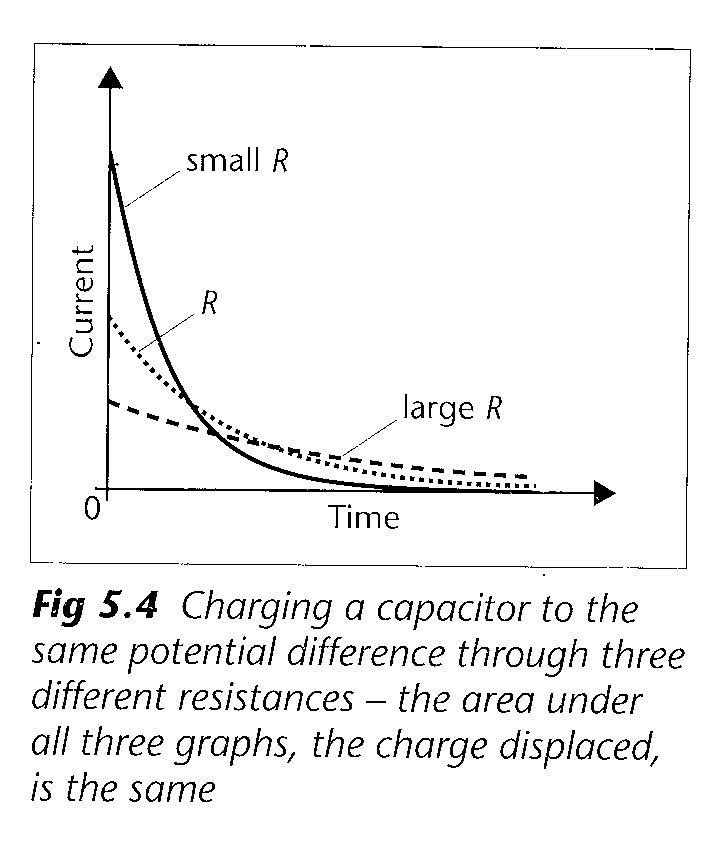 small R
R
Current
large R
0
Time
Fig 5.4 Charging a capacitor to the
same potential difference through three
different resistances – the area under
all three graphs, the charge displaced,
is the same